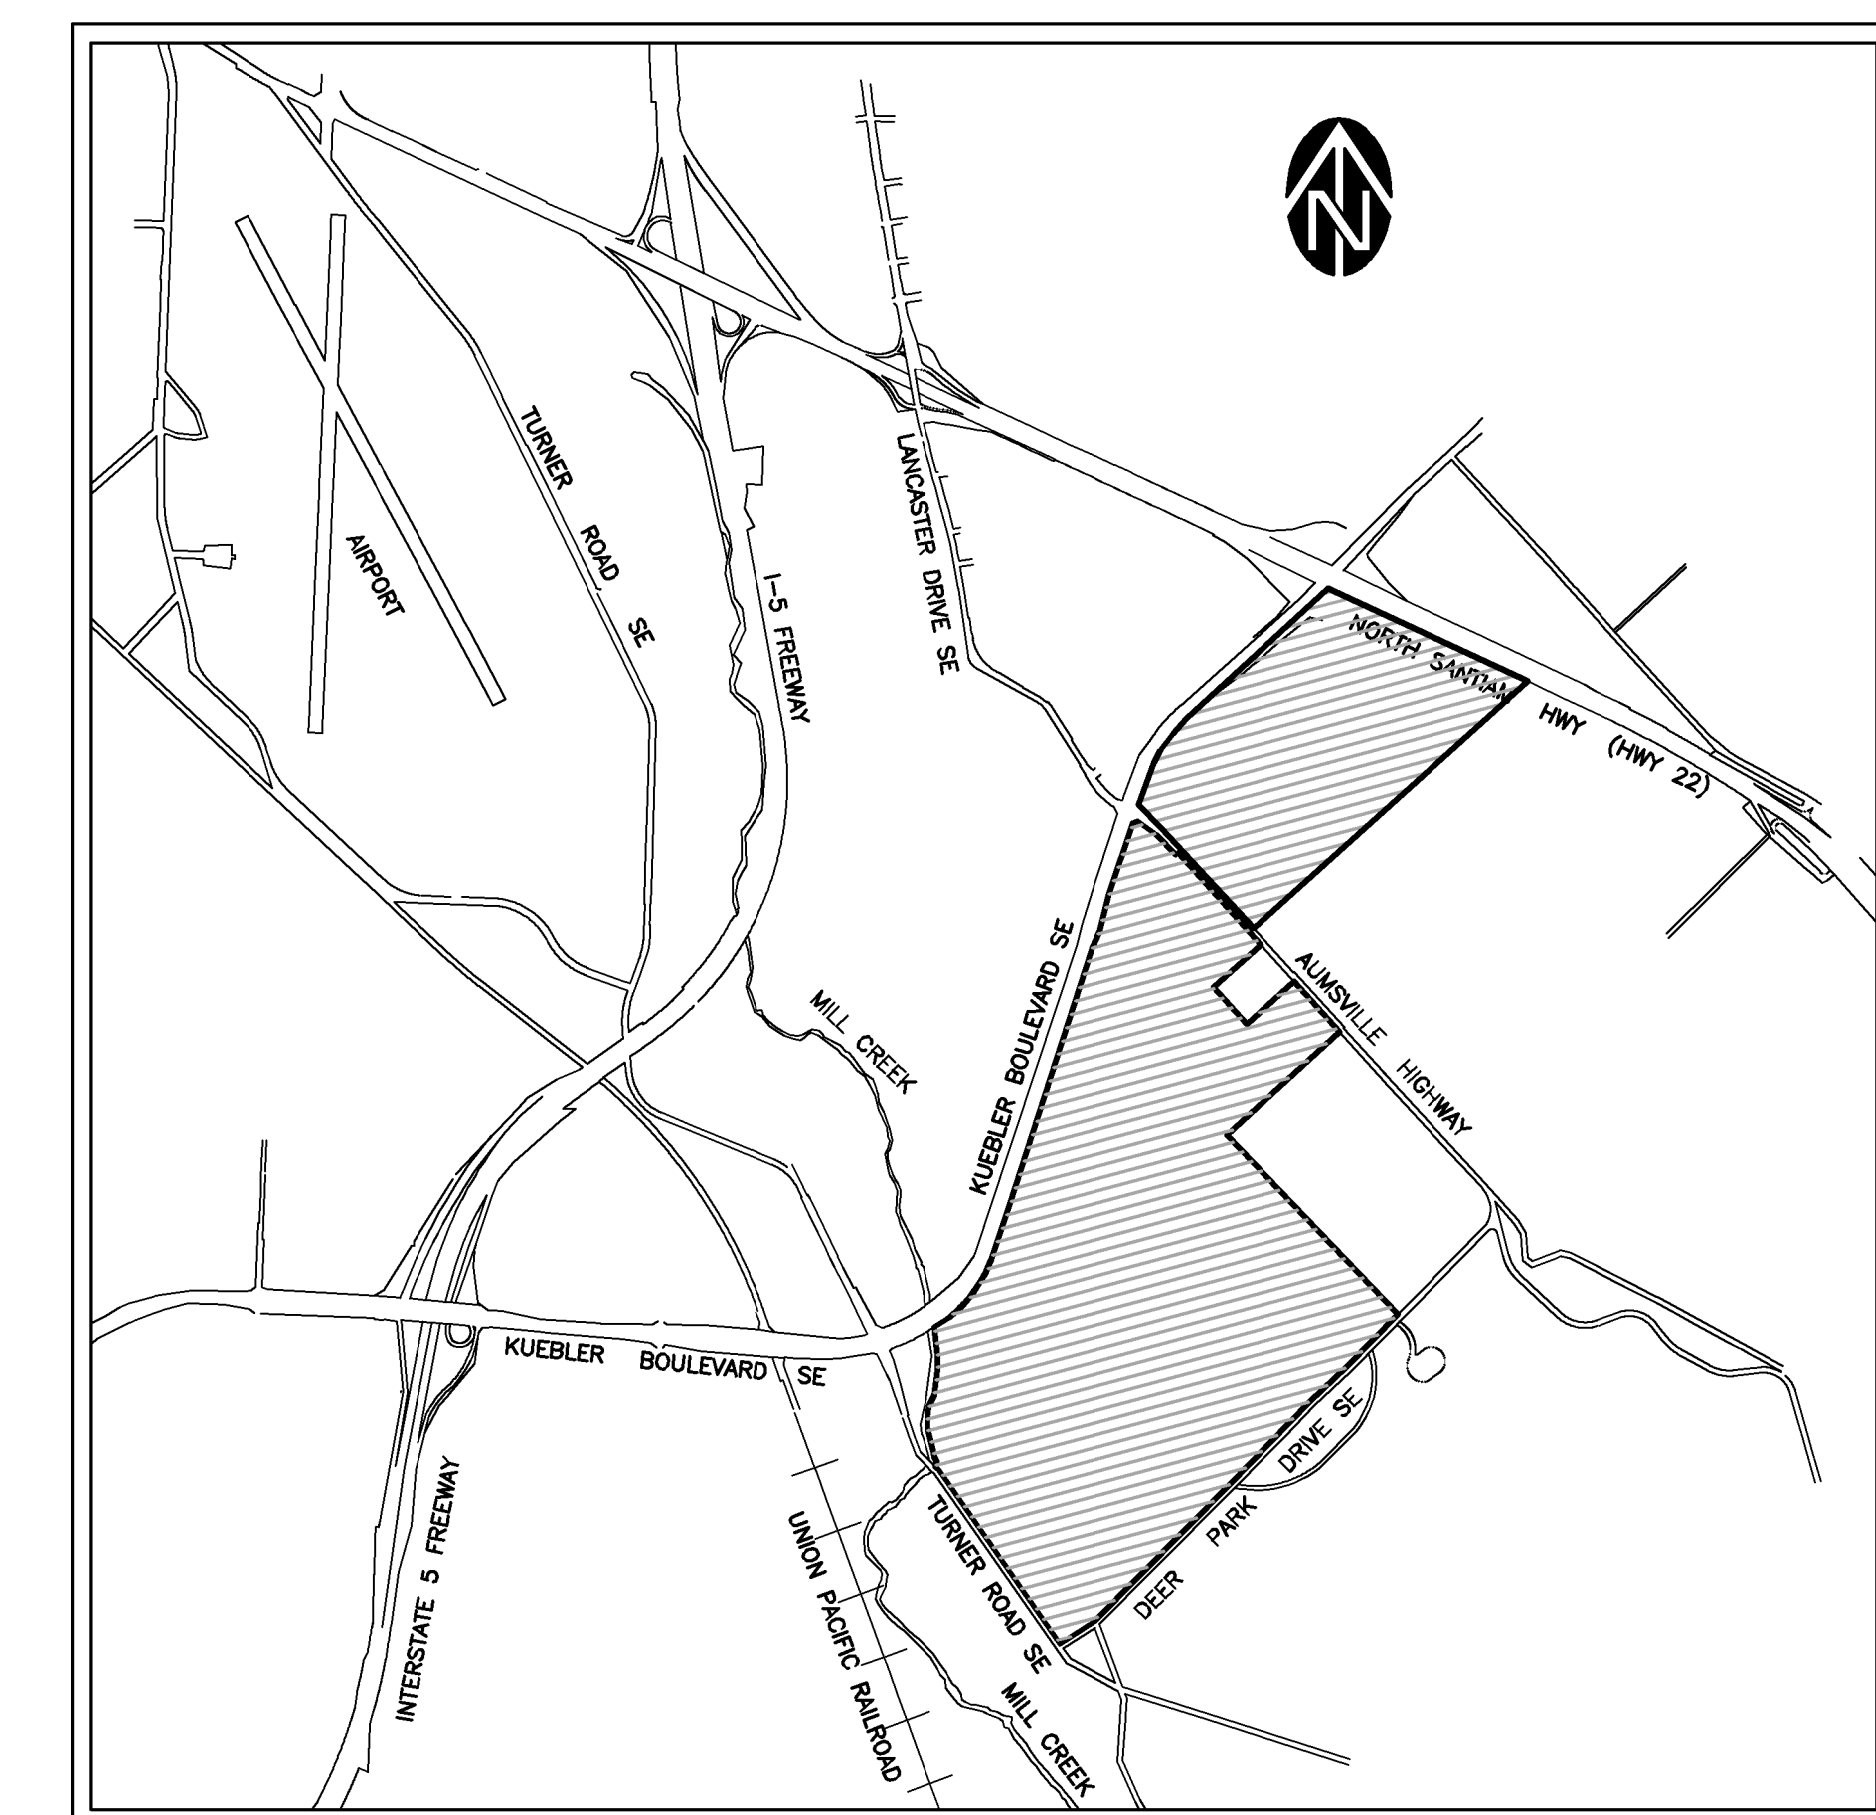 N
TURNER ROAD SE
AIRPORT
LANCASTER DRIVE SE
I-5 FREEWAY
NORTH SANTIAM HWY (HWY 22)
KUEBLER BOULEVARD SE
AUMSVILLE HIGHWAY
MILL CREEK
KUEBLER BOULEVARD SE
DEER PARK DRIVE SE
INTERSTATE 5 FREEWAY
UNION PACIFIC RAILROAD
TURNER ROAD SE
MILL CREEK